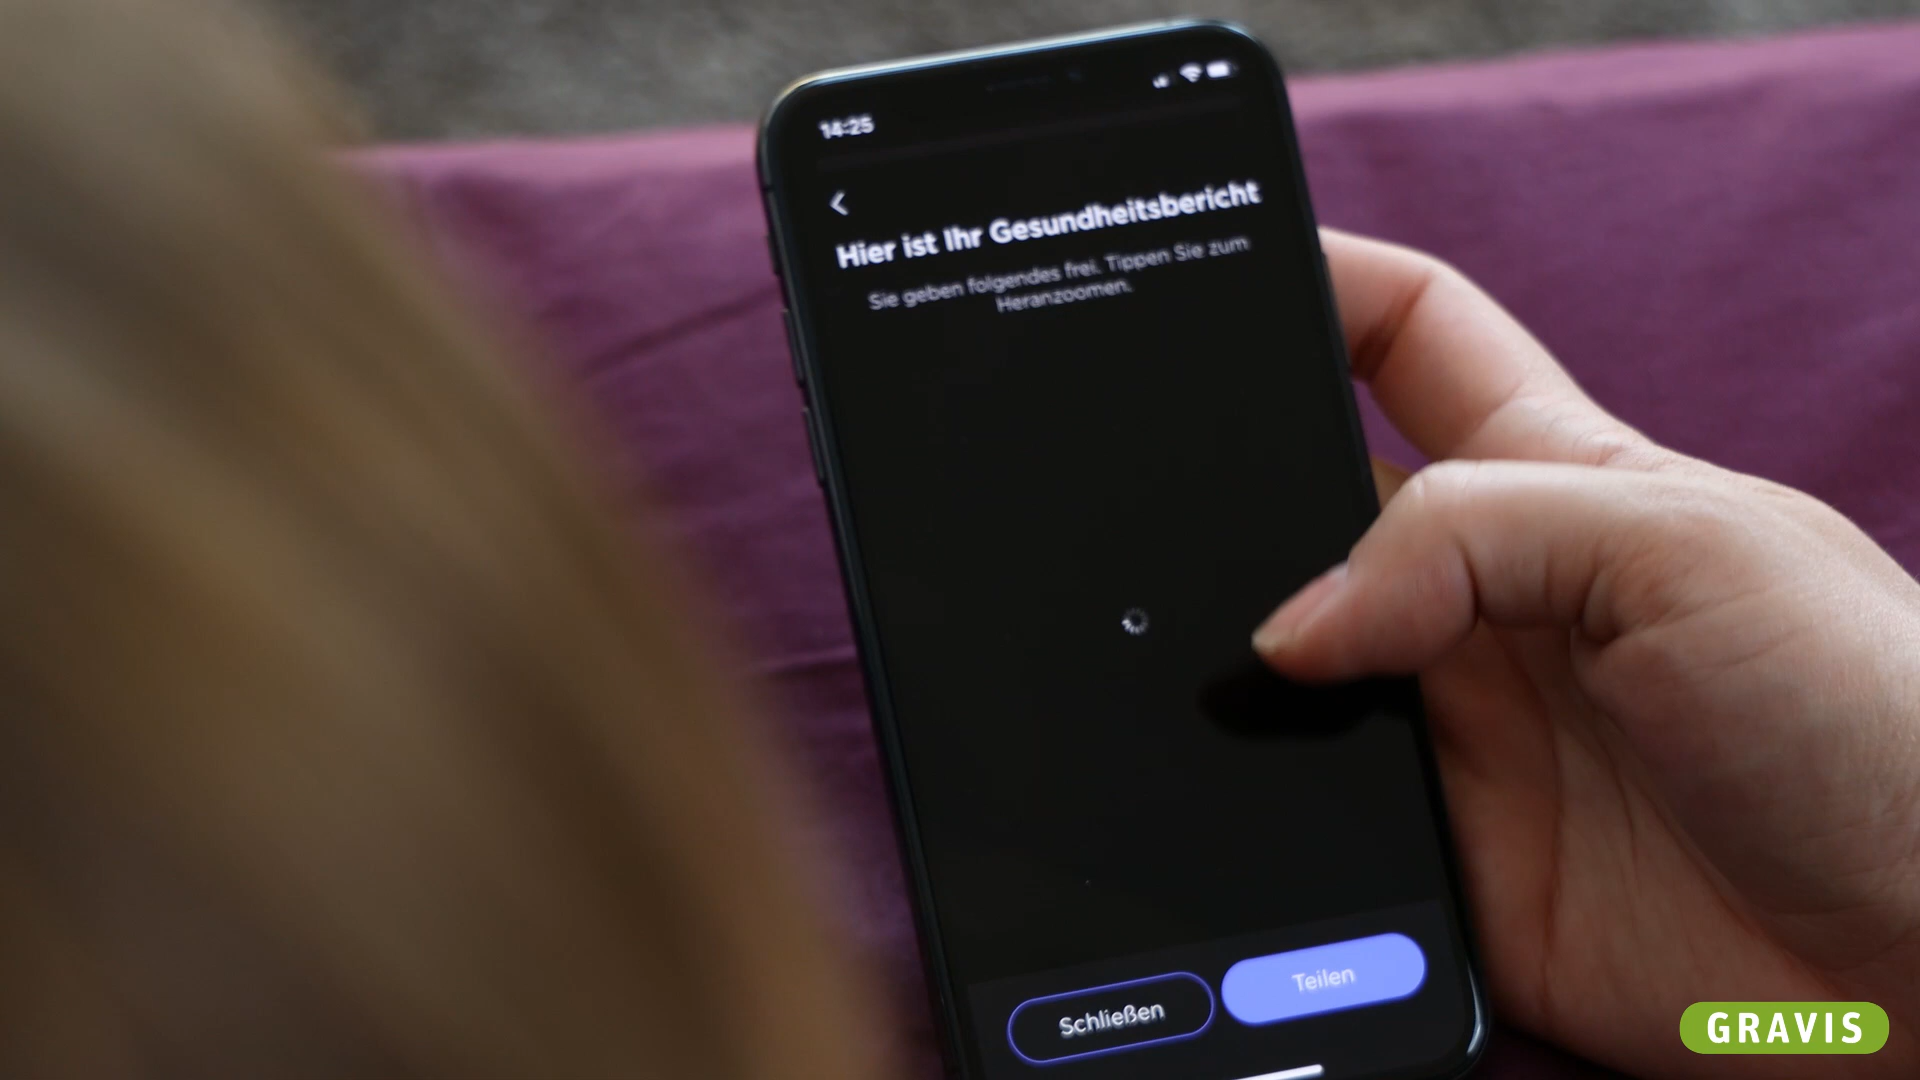 14:25
Hier ist Ihr Gesundheitsbericht
Sie geben folgendes frei. Tippen Sie zum
Heranzoomen.
Schließen
Teilen
GRAVIS